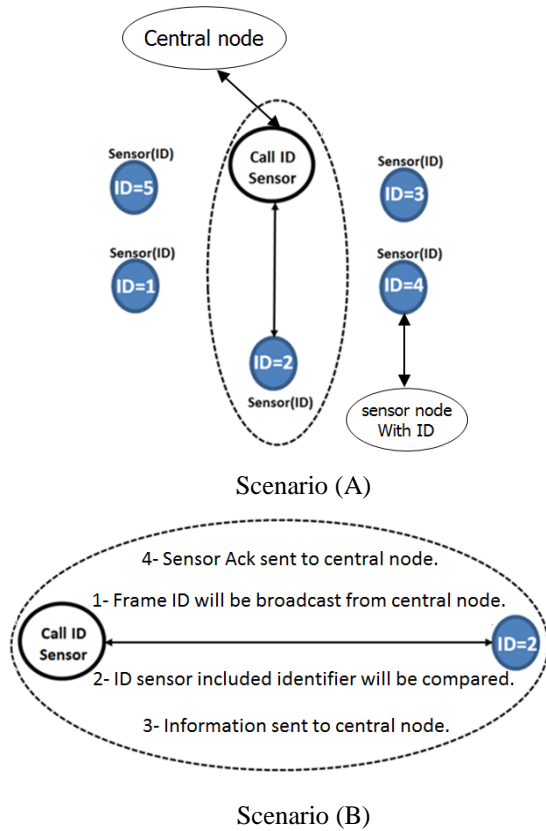 Central node
Call ID
Sensor
Sensor(ID)
ID=5
Sensor(ID)
ID=3
Sensor(ID)
ID=1
Sensor(ID)
ID=4
ID=2
Sensor(ID)
sensor node
With ID
Scenario (A)
4- Sensor Ack sent to central node.
1- Frame ID will be broadcast from central node.
Call ID
Sensor
ID=2
2- ID sensor included identifier will be compared.
3- Information sent to central node.
Scenario (B)